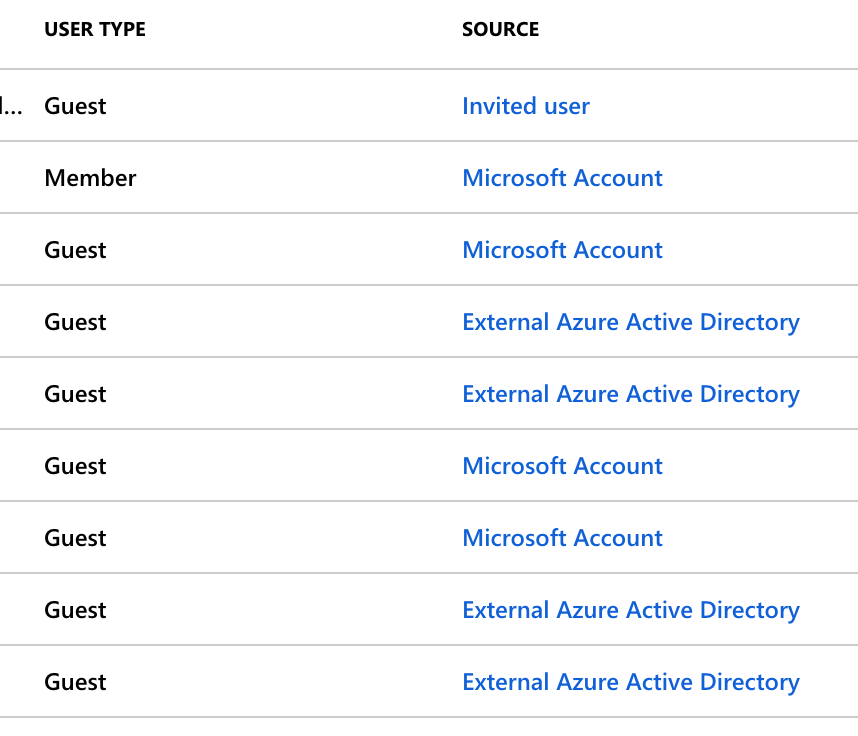 USER TYPE SOURCE
... Guest Invited user
Member Microsoft Account
Guest Microsoft Account
Guest External Azure Active Directory
Guest External Azure Active Directory
Guest Microsoft Account
Guest Microsoft Account
Guest External Azure Active Directory
Guest External Azure Active Directory